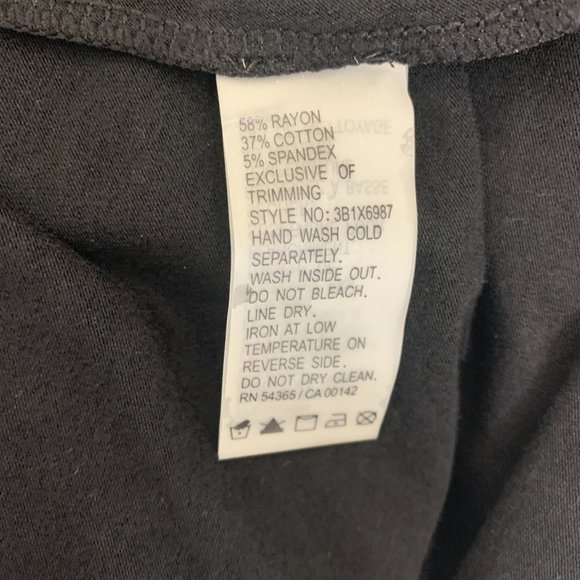 58% RAYON
37% COTTON
5% SPANDEX
EXCLUSIVE OF
TRIMMING
STYLE NO: 3B1X6987
HAND WASH COLD
SEPARATELY.
WASH INSIDE OUT.
DO NOT BLEACH.
LINE DRY.
IRON AT LOW
TEMPERATURE ON
REVERSE SIDE.
DO NOT DRY CLEAN.
RN 54365 / CA 00142